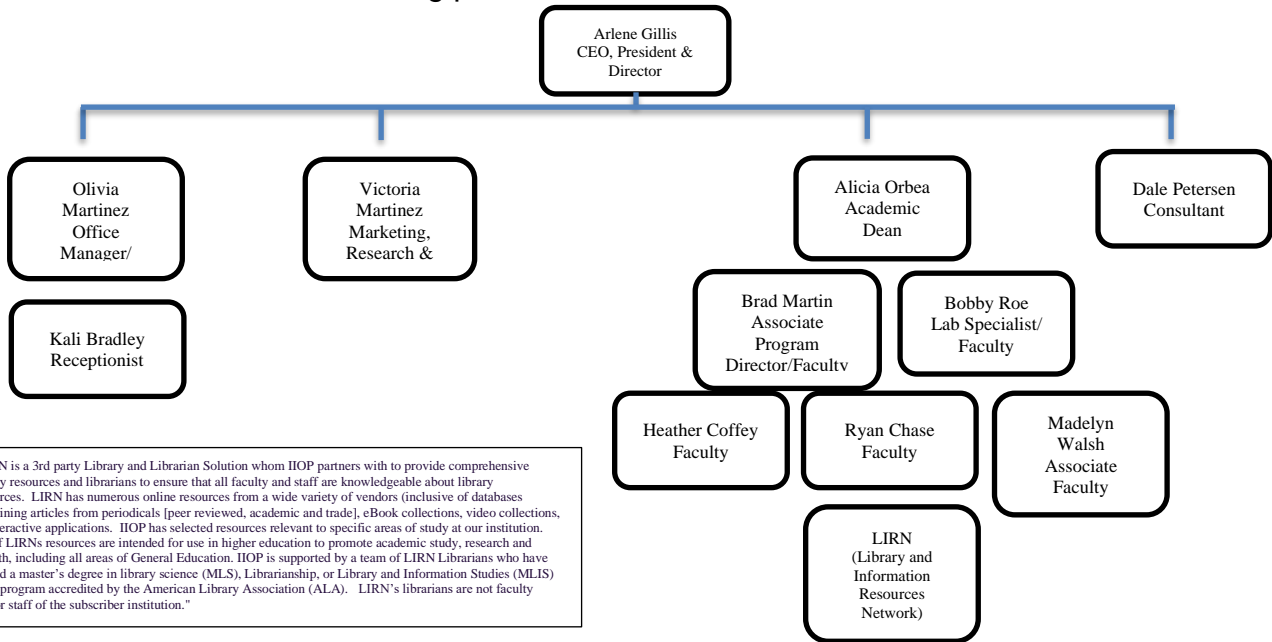 Arlene Gillis
CEO, President &
Director
Olivia
Martinez
Office
Manager/
Victoria
Martinez
Marketing,
Research &
Alicia Orbea
Academic
Dean
Dale Petersen
Consultant
Kali Bradley
Receptionist
Brad Martin
Associate
Program
Director/Faculty
Bobby Roe
Lab Specialist/
Faculty
Heather Coffey
Faculty
Ryan Chase
Faculty
Madelyn
Walsh
Associate
Faculty
LIRN
(Library and
Information
Resources
Network)
N is a 3rd party Library and Librarian Solution whom IIOP partners with to provide comprehensive
y resources and librarians to ensure that all faculty and staff are knowledgeable about library
rces. LIRN has numerous online resources from a wide variety of vendors (inclusive of databases
ining articles from periodicals [peer reviewed, academic and trade], eBook collections, video collections,
eractive applications. IIOP has selected resources relevant to specific areas of study at our institution.
f LIRNs resources are intended for use in higher education to promote academic study, research and
th, including all areas of General Education. IIOP is supported by a team of LIRN Librarians who have
d a master's degree in library science (MLS), Librarianship, or Library and Information Studies (MLIS)
program accredited by the American Library Association (ALA). LIRN's librarians are not faculty
r staff of the subscriber institution."